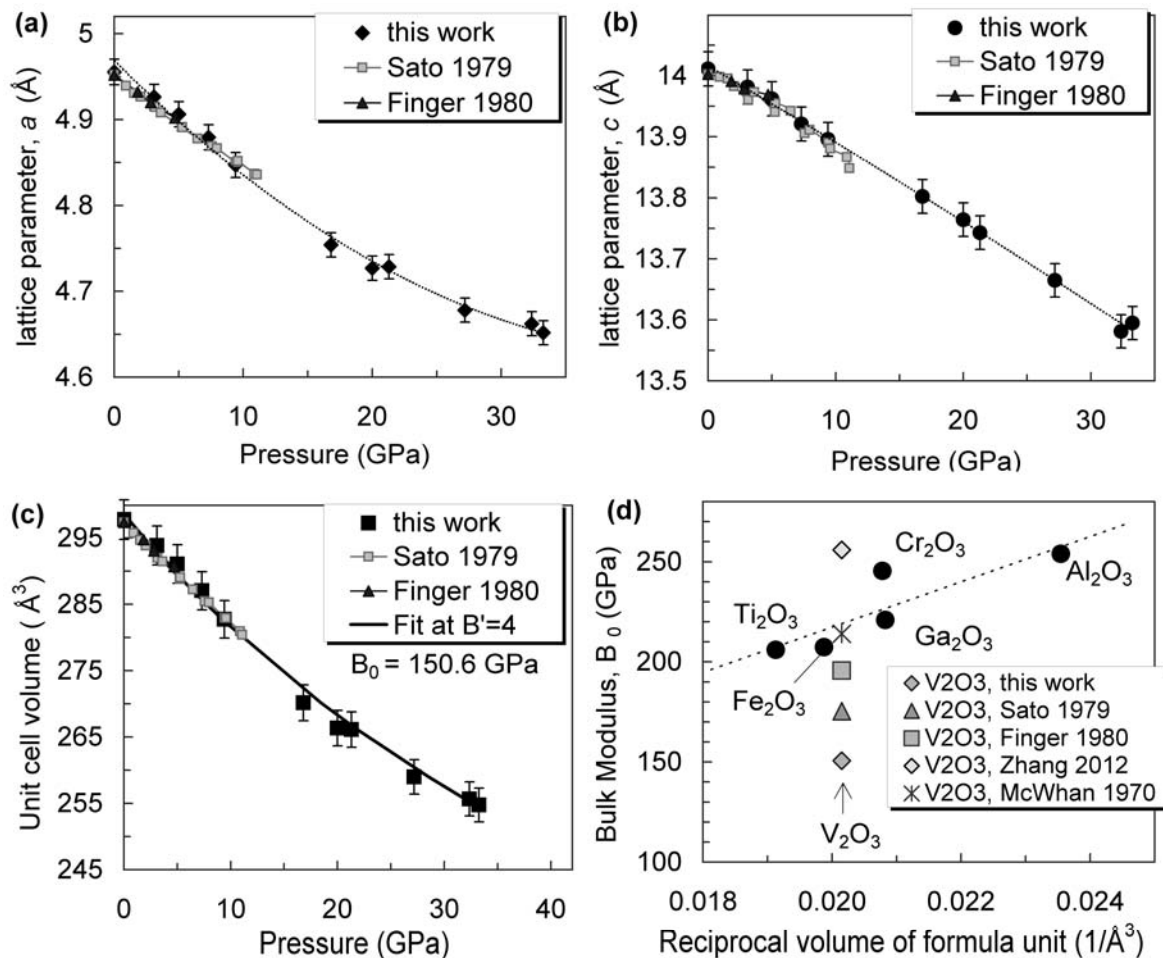 (a)
5
4.9
4.8
4.7
4.6
lattice parameter, a (Å)
this work
Sato 1979
Finger 1980
0 10 20 30
Pressure (GPa)
(b)
14
13.9
13.8
13.7
13.6
13.5
lattice parameter, c (Å)
this work
Sato 1979
Finger 1980
0 10 20 30
Pressure (GPa)
(c)
295
285
275
265
255
245
Unit cell volume ( Å³)
this work
Sato 1979
Finger 1980
Fit at B'=4
B₀ = 150.6 GPa
0 10 20 30 40
Pressure (GPa)
(d)
250
200
150
100
Bulk Modulus, B ₀ (GPa)
Cr₂O₃
Al₂O₃
Ti₂O₃
Ga₂O₃
Fe₂O₃
V₂O₃
V2O3, this work
V2O3, Sato 1979
V2O3, Finger 1980
V2O3, Zhang 2012
V2O3, McWhan 1970
0.018 0.020 0.022 0.024
Reciprocal volume of formula unit (1/Å³)